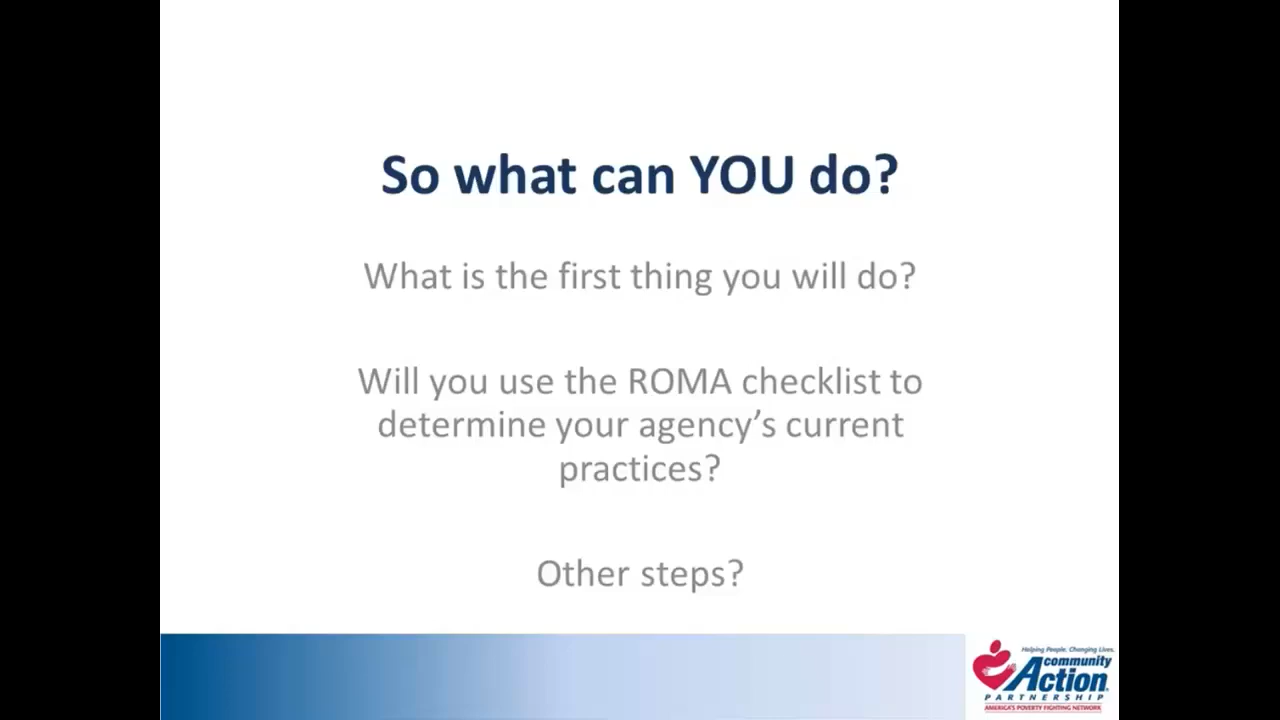 So what can YOU do?
What is the first thing you will do?
Will you use the ROMA checklist to
determine your agency’s current
practices?
Other steps?
Helping People. Changing Lives.
community
Action
PARTNERSHIP
AMERICA'S POVERTY FIGHTING NETWORK